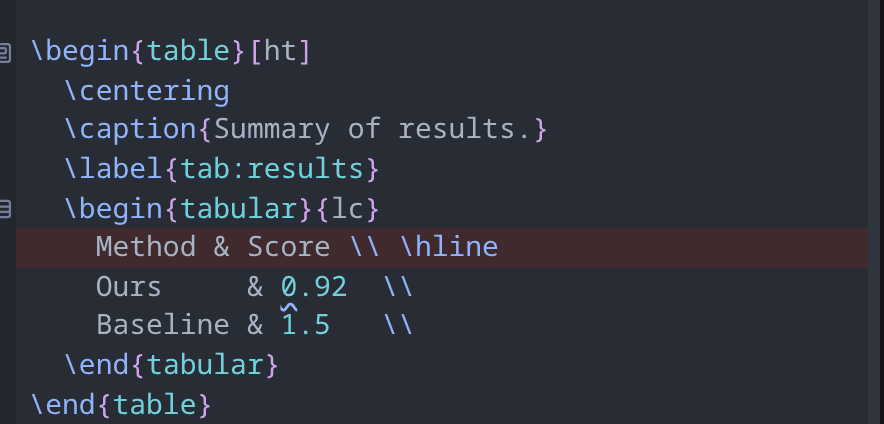 \begin{table}[ht]
  \centering
  \caption{Summary of results.}
  \label{tab:results}
  \begin{tabular}{lc}
    Method & Score \\ \hline
    Ours     & 0.92  \\
    Baseline & 1.5   \\
  \end{tabular}
\end{table}